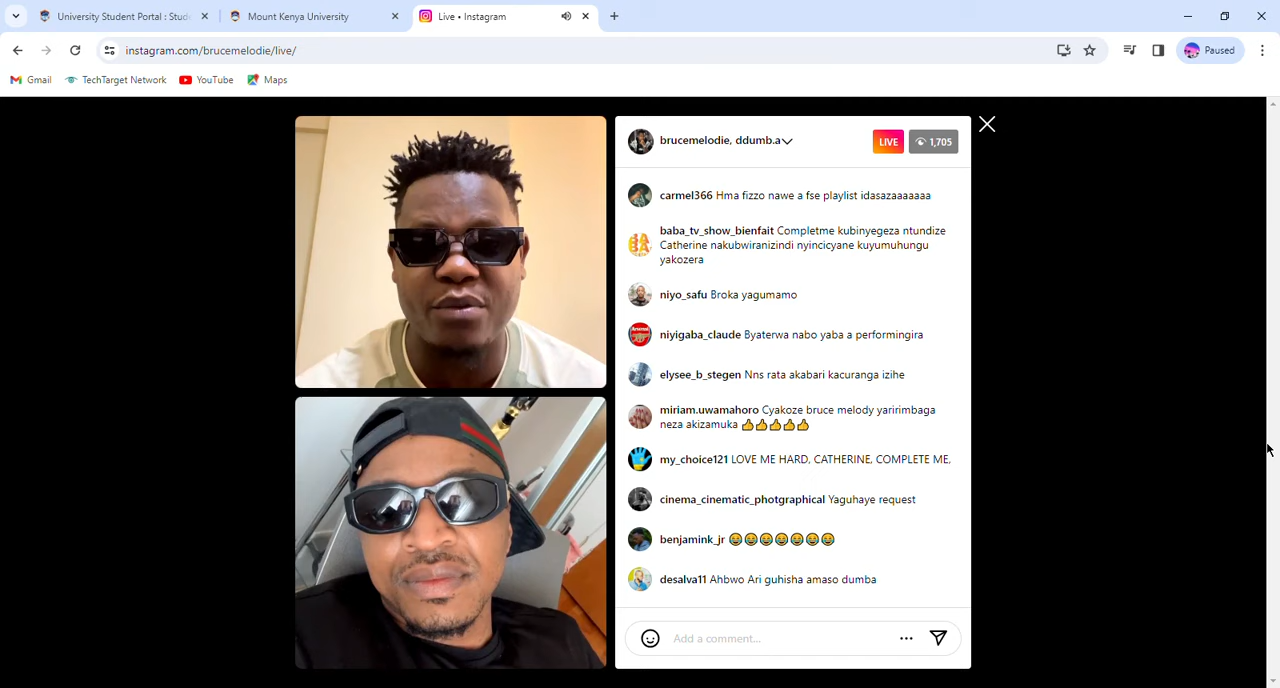 University Student Portal : Stude
Mount Kenya University
Live • Instagram
instagram.com/brucemelodie/live/
Paused
Gmail
TechTarget Network
YouTube
Maps
brucemelodie, ddumb.a
LIVE
1,705
carmel366 Hma fizzo nawe a fse playlist idasazaaaaaaa
baba_tv_show_bienfait Completme kubinyegeza ntundize
Catherine nakubwiranizindi nyincicyane kuyumuhungu
yakozera
niyo_safu Broka yagumamo
niyigaba_claude Byaterwa nabo yaba a performingira
elysee_b_stegen Nns rata akabari kacuranga izihe
miriam.uwamahoro Cyakoze bruce melody yaririmbaga
neza akizamuka 👍👍👍👍👍
my_choice121 LOVE ME HARD, CATHERINE, COMPLETE ME,
cinema_cinematic_photgraphical Yaguhaye request
benjamink_jr 😂😂😂😂😂😂😂
desalva11 Ahbwo Ari guhisha amaso dumba
Add a comment...